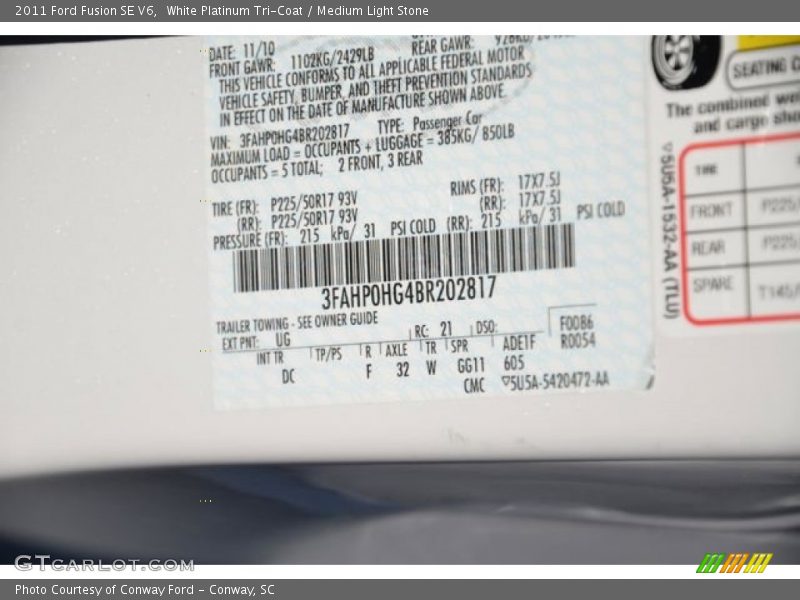 2011 Ford Fusion SE V6,  White Platinum Tri-Coat / Medium Light Stone
DATE: 11/10
FRONT GAWR: 1102KG/2429LB REAR GAWR:
THIS VEHICLE CONFORMS TO ALL APPLICABLE FEDERAL MOTOR
VEHICLE SAFETY, BUMPER, AND THEFT PREVENTION STANDARDS
IN EFFECT ON THE DATE OF MANUFACTURE SHOWN ABOVE.
VIN: 3FAHP0HG4BR202817 TYPE: Passenger Car
MAXIMUM LOAD = OCCUPANTS + LUGGAGE = 385KG/ 850LB
OCCUPANTS = 5 TOTAL; 2 FRONT, 3 REAR
TIRE (FR): P225/50R17 93V RIMS (FR): 17X7.5J
(RR): P225/50R17 93V (RR): 17X7.5J
PRESSURE (FR): 215 kPa/ 31 PSI COLD (RR): 215 kPa/ 31 PSI COLD
3FAHP0HG4BR202817
TRAILER TOWING - SEE OWNER GUIDE
EXT PNT: UG RC: 21 DSO: F0086
INT TR TP/PS R AXLE TR SPR ADE1F R0054
DC F 32 W GG11 605
CMC ▽5U5A-5420472-AA
▽5U5A-1532-AA (TLU)
SEATING
The combined
and cargo
TIRE
FRONT P225/
REAR P225/
SPARE T145/
GTCARLOT.COM
Photo Courtesy of Conway Ford - Conway, SC